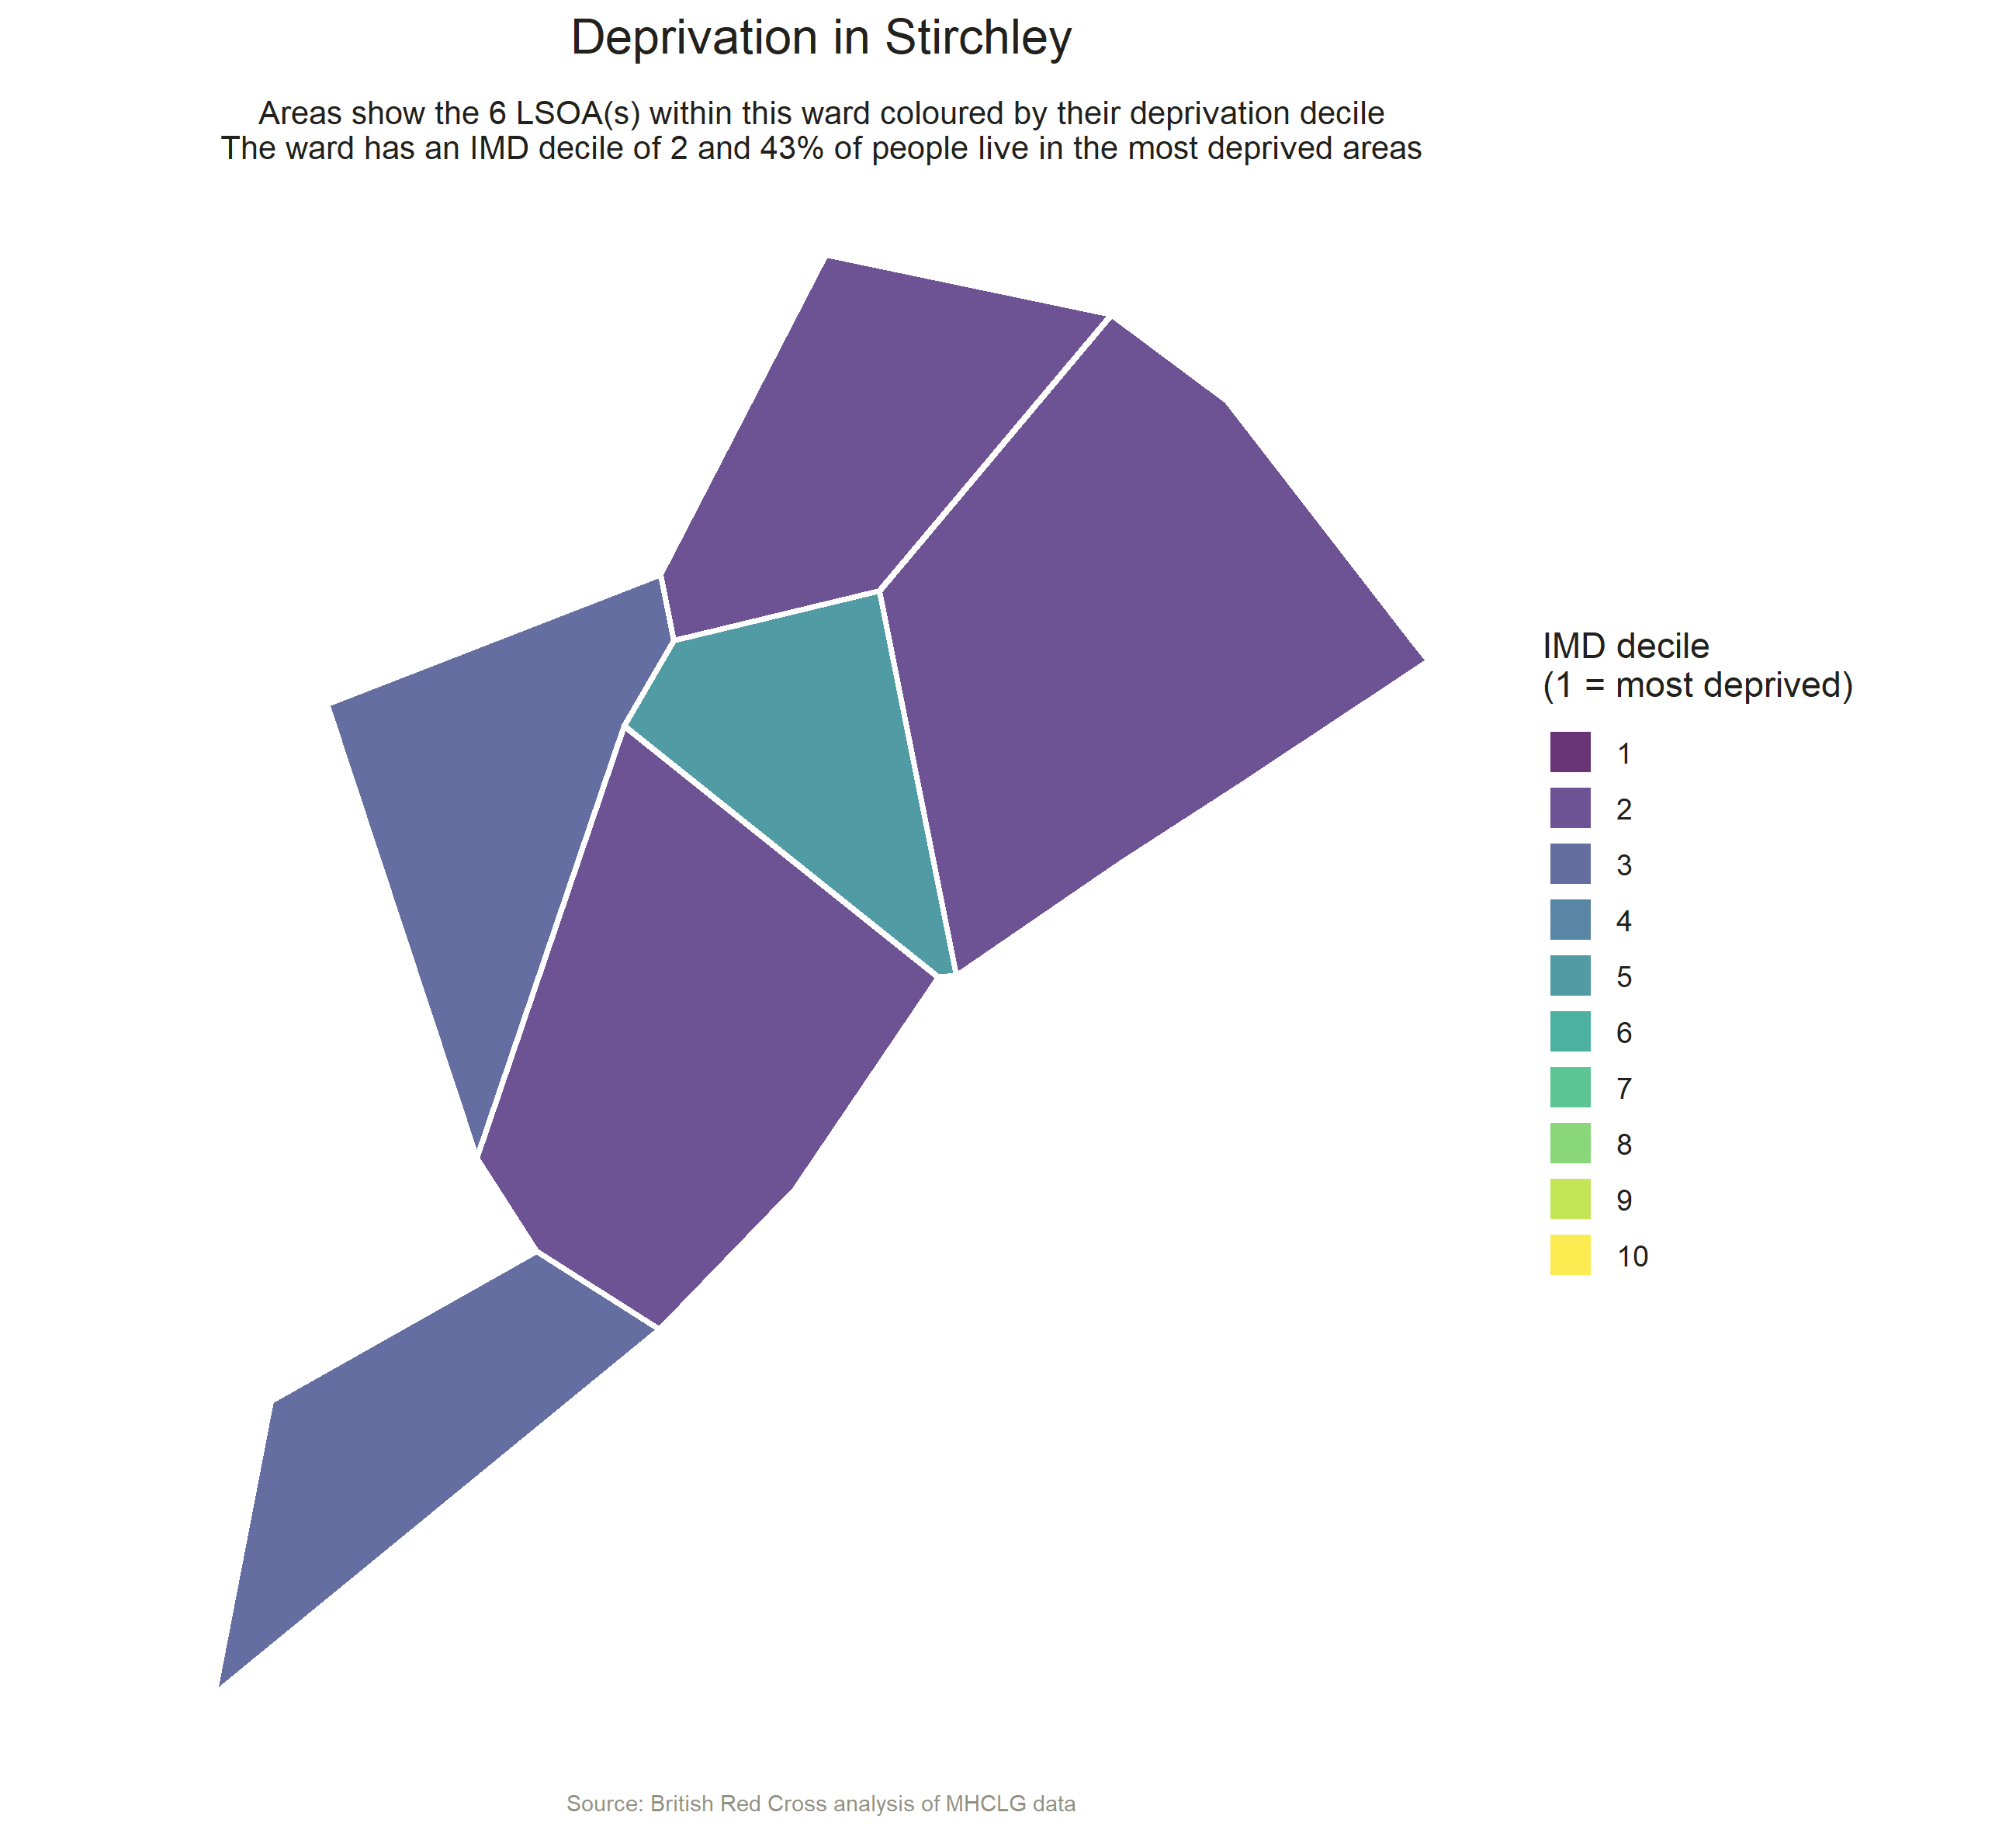 Deprivation in Stirchley
Areas show the 6 LSOA(s) within this ward coloured by their deprivation decile
The ward has an IMD decile of 2 and 43% of people live in the most deprived areas
IMD decile
(1 = most deprived)
1
2
3
4
5
6
7
8
9
10
Source: British Red Cross analysis of MHCLG data